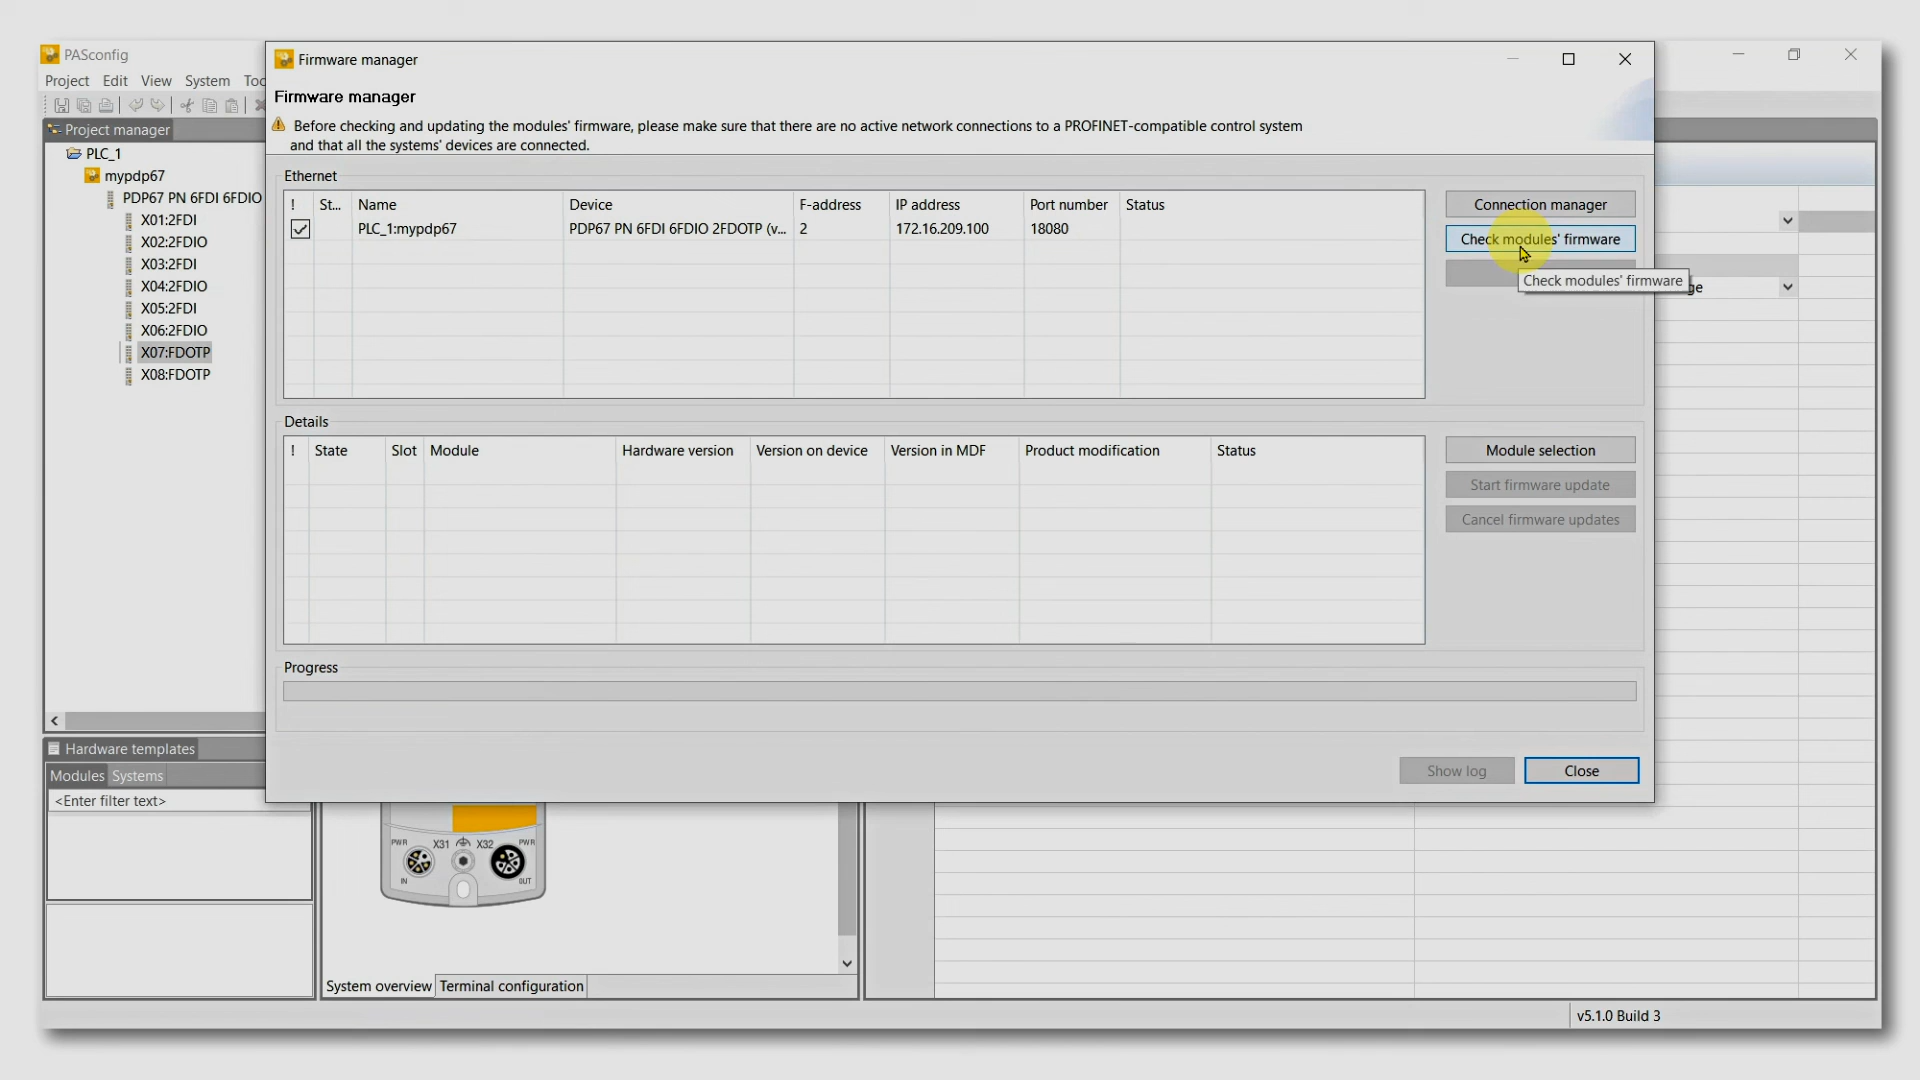 PASconfig
Project Edit View System
Project manager
PLC_1
mypdp67
PDP67 PN 6FDI 6FDIO
X01:2FDI
X02:2FDIO
X03:2FDI
X04:2FDIO
X05:2FDI
X06:2FDIO
X07:FDOTP
X08:FDOTP
Hardware templates
Modules Systems
<Enter filter text>
Firmware manager
Firmware manager
Before checking and updating the modules' firmware, please make sure that there are no active network connections to a PROFINET-compatible control system
and that all the systems' devices are connected.
Ethernet
! St... Name Device F-address IP address Port number Status
PLC_1:mypdp67 PDP67 PN 6FDI 6FDIO 2FDOTP (v... 2 172.16.209.100 18080
Connection manager
Check modules' firmware
Check modules' firmware
Details
! State Slot Module Hardware version Version on device Version in MDF Product modification Status
Module selection
Start firmware update
Cancel firmware updates
Progress
Show log Close
PWR X31 X32 PWR
IN OUT
System overview Terminal configuration
v5.1.0 Build 3